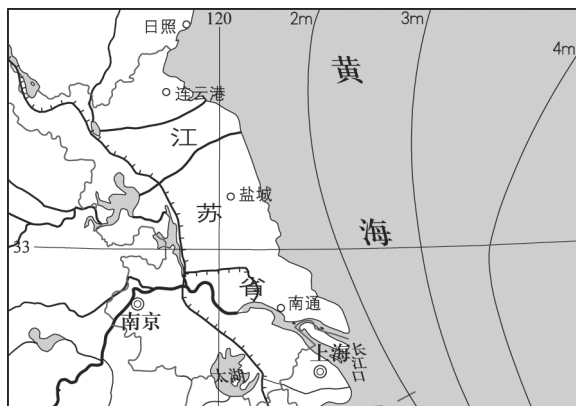 日照
120
2m
3m
4m
黄
连云港
江
苏
盐城
海
33
省
南通
南京
上海
长江口
太湖